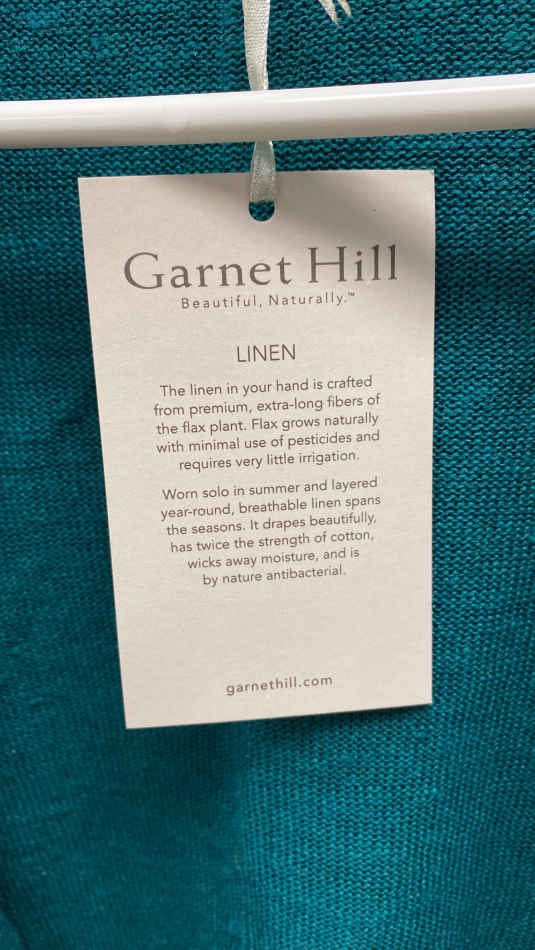 Garnet Hill
Beautiful, Naturally.™
LINEN
The linen in your hand is crafted
from premium, extra-long fibers of
the flax plant. Flax grows naturally
with minimal use of pesticides and
requires very little irrigation.
Worn solo in summer and layered
year-round, breathable linen spans
the seasons. It drapes beautifully,
has twice the strength of cotton,
wicks away moisture, and is
by nature antibacterial.
garnethill.com